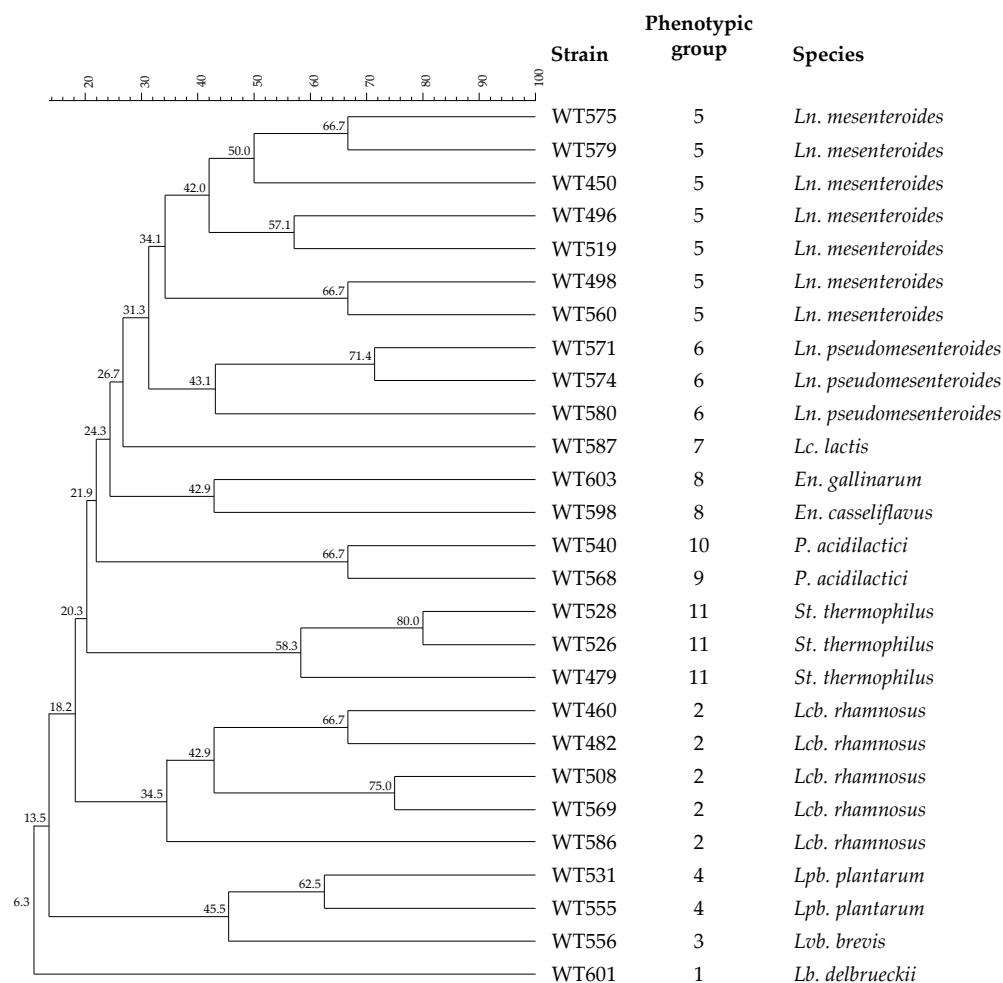 Phenotypic
Strain group Species
20 30 40 50 60 70 80 90 100
WT575 5 Ln. mesenteroides
66.7
WT579 5 Ln. mesenteroides
50.0
WT450 5 Ln. mesenteroides
42.0
WT496 5 Ln. mesenteroides
57.1
WT519 5 Ln. mesenteroides
34.1
WT498 5 Ln. mesenteroides
66.7
WT560 5 Ln. mesenteroides
31.3
WT571 6 Ln. pseudomesenteroides
71.4
WT574 6 Ln. pseudomesenteroides
26.7 43.1
WT580 6 Ln. pseudomesenteroides
24.3
WT587 7 Lc. lactis
WT603 8 En. gallinarum
21.9 42.9
WT598 8 En. casseliflavus
WT540 10 P. acidilactici
66.7
WT568 9 P. acidilactici
20.3
WT528 11 St. thermophilus
80.0
WT526 11 St. thermophilus
58.3
WT479 11 St. thermophilus
18.2
WT460 2 Lcb. rhamnosus
66.7
WT482 2 Lcb. rhamnosus
42.9
WT508 2 Lcb. rhamnosus
75.0
34.5
WT569 2 Lcb. rhamnosus
13.5
WT586 2 Lcb. rhamnosus
WT531 4 Lpb. plantarum
62.5
6.3
WT555 4 Lpb. plantarum
45.5
WT556 3 Lvb. brevis
WT601 1 Lb. delbrueckii